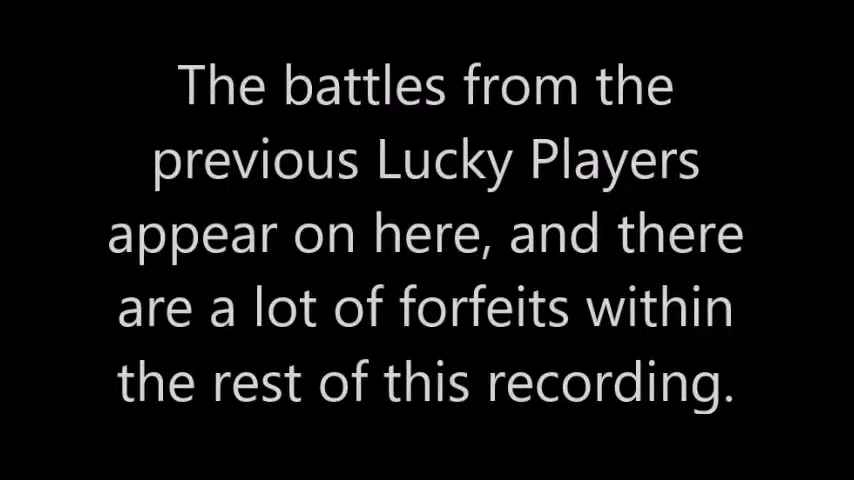 The battles from the
previous Lucky Players
appear on here, and there
are a lot of forfeits within
the rest of this recording.